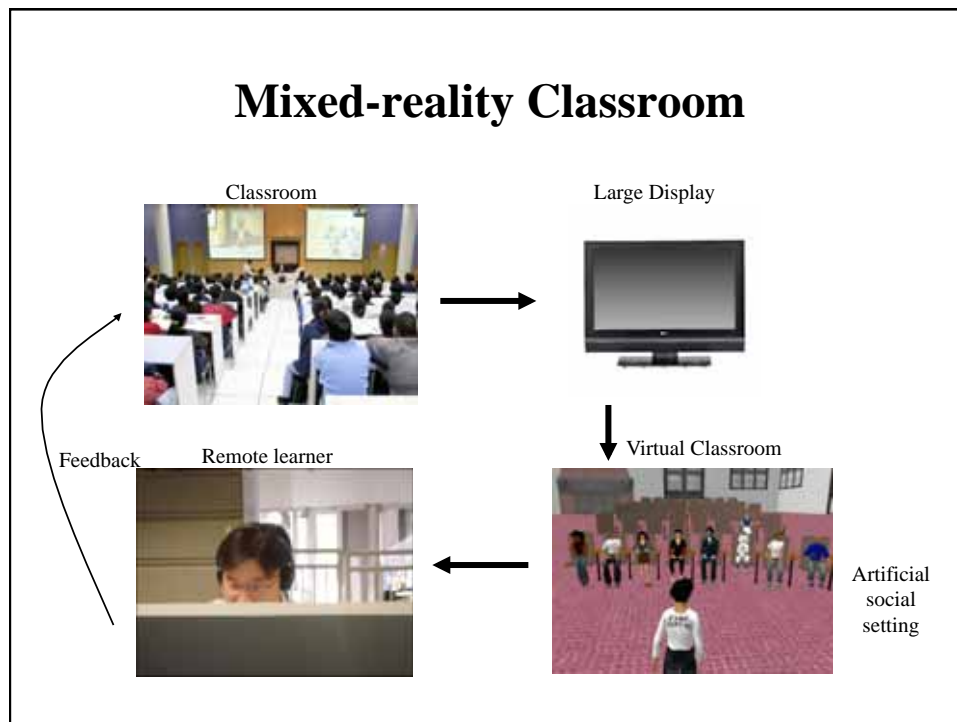 Mixed-reality Classroom
Classroom
Large Display
Feedback
Remote learner
Virtual Classroom
Artificial
social
setting